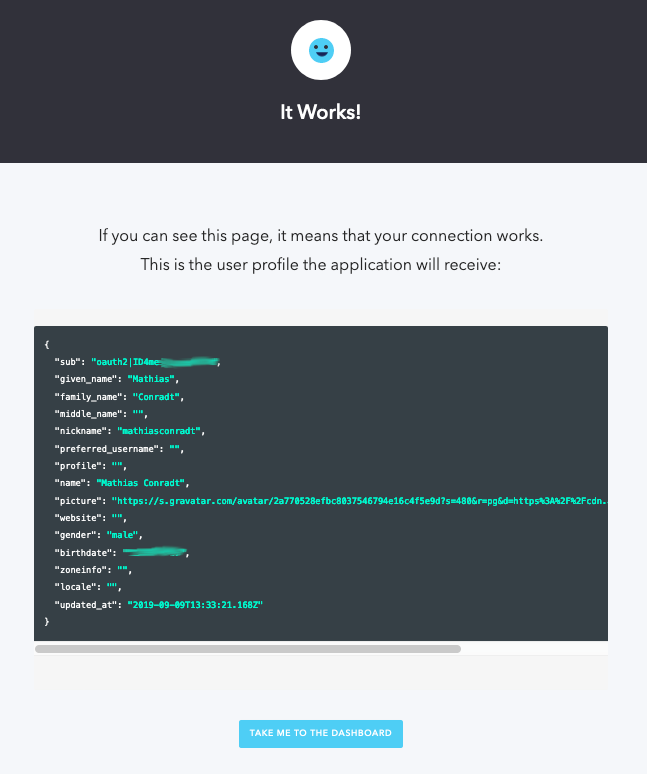 It Works!
If you can see this page, it means that your connection works.
This is the user profile the application will receive:
{
"sub": "oauth2|ID4me
"given_name": "Mathias",
"family_name": "Conradt",
"middle_name": "",
"nickname": "mathiasconradt",
"preferred_username": "",
"profile": "",
"name": "Mathias Conradt",
"picture": "https://s.gravatar.com/avatar/2a770528efbc8037546794e16c4f5e9d?s=480&r=pg&d=https%3A%2F%2Fcdn.
"website": "",
"gender": "male",
"birthdate": 
"zoneinfo": "",
"locale": "",
"updated_at": "2019-09-09T13:33:21.168Z"
}
TAKE ME TO THE DASHBOARD